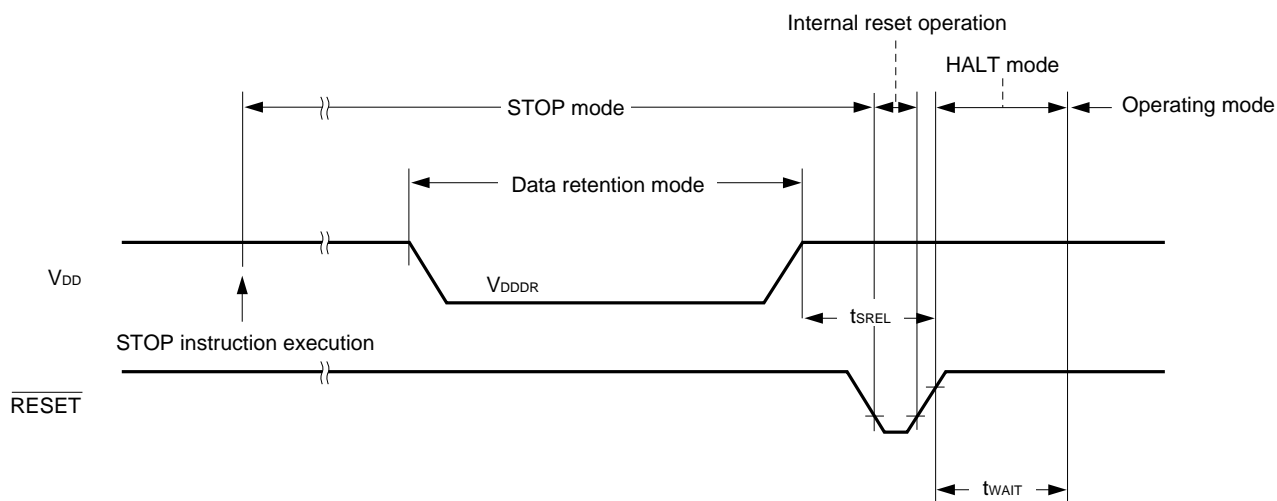 Internal reset operation
HALT mode
STOP mode
Operating mode
Data retention mode
VDD
VDDDR
tSREL
STOP instruction execution
RESET
tWAIT